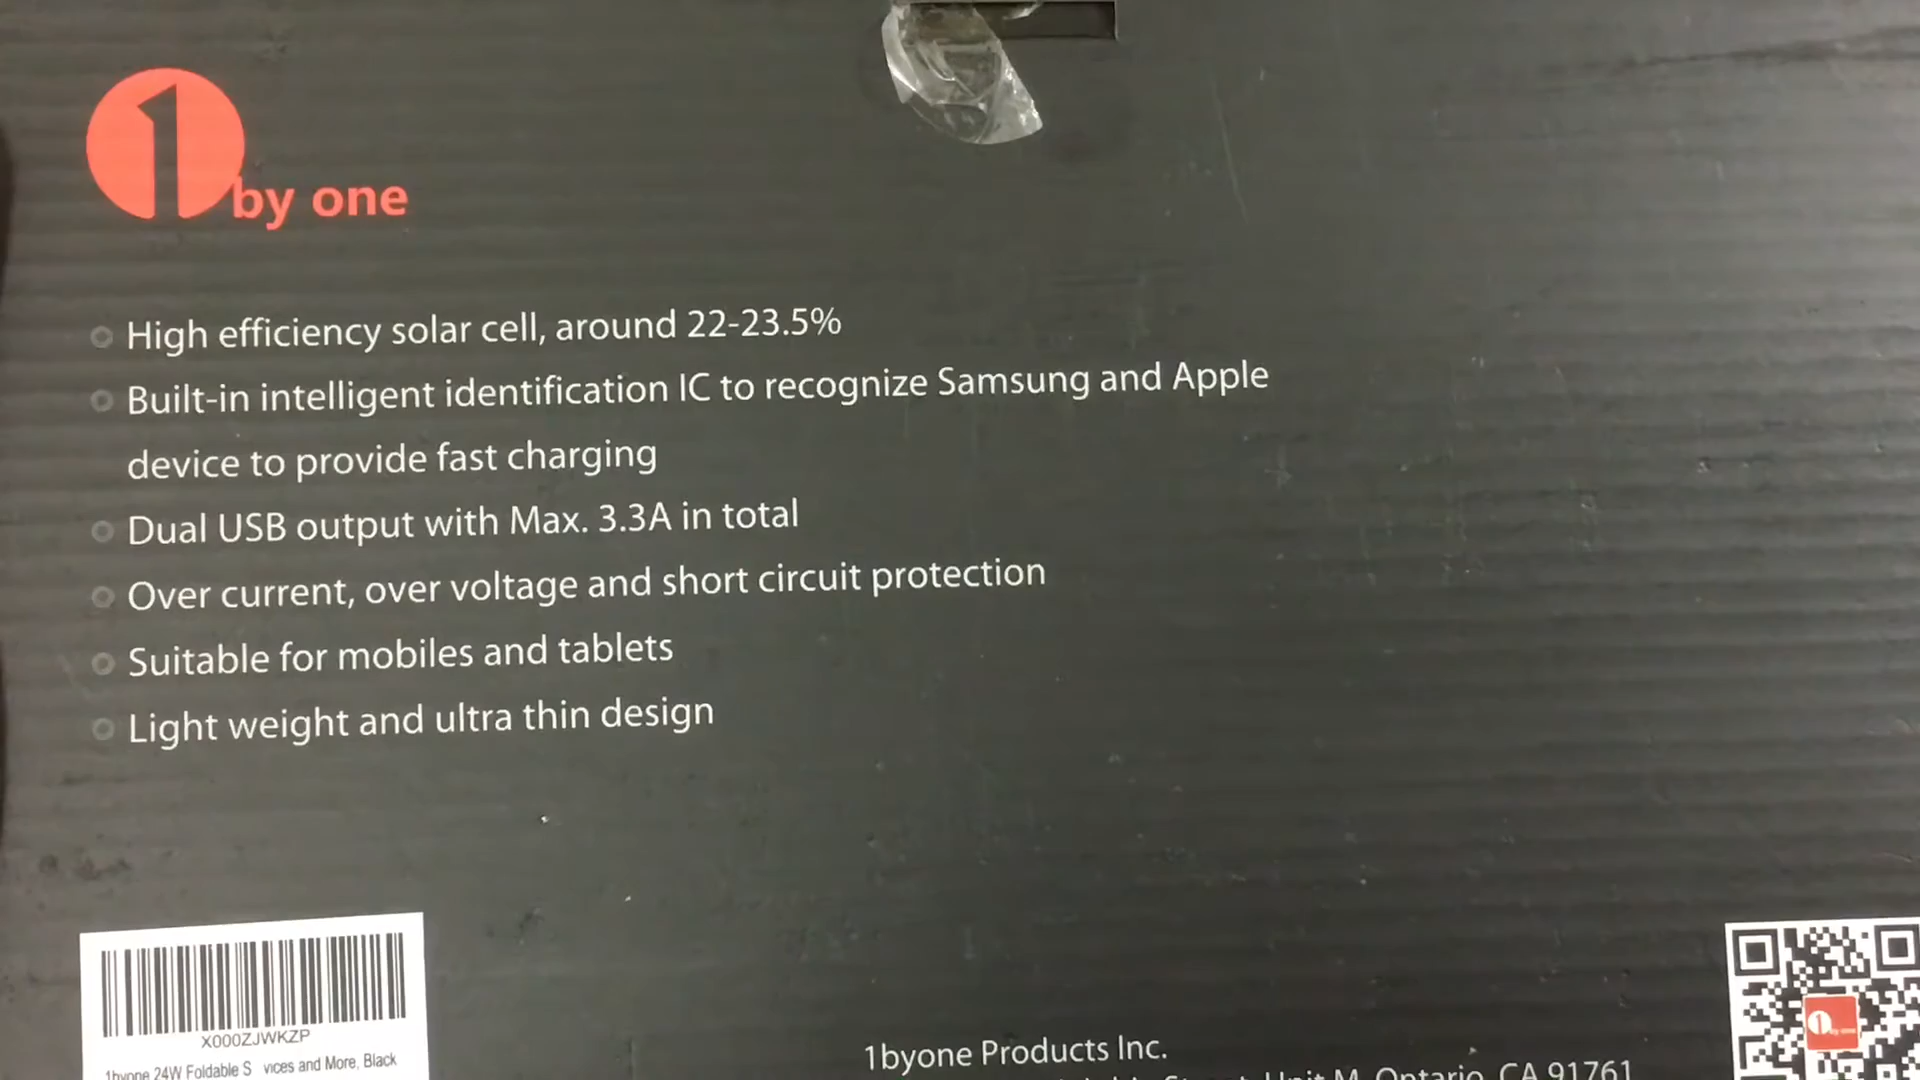 1 by one
High efficiency solar cell, around 22-23.5%
Built-in intelligent identification IC to recognize Samsung and Apple
device to provide fast charging
Dual USB output with Max. 3.3A in total
Over current, over voltage and short circuit protection
Suitable for mobiles and tablets
Light weight and ultra thin design
X000ZJWKZP
1byone 24W Foldable S vices and More, Black
1byone Products Inc.
Unit M, Ontario, CA 91761